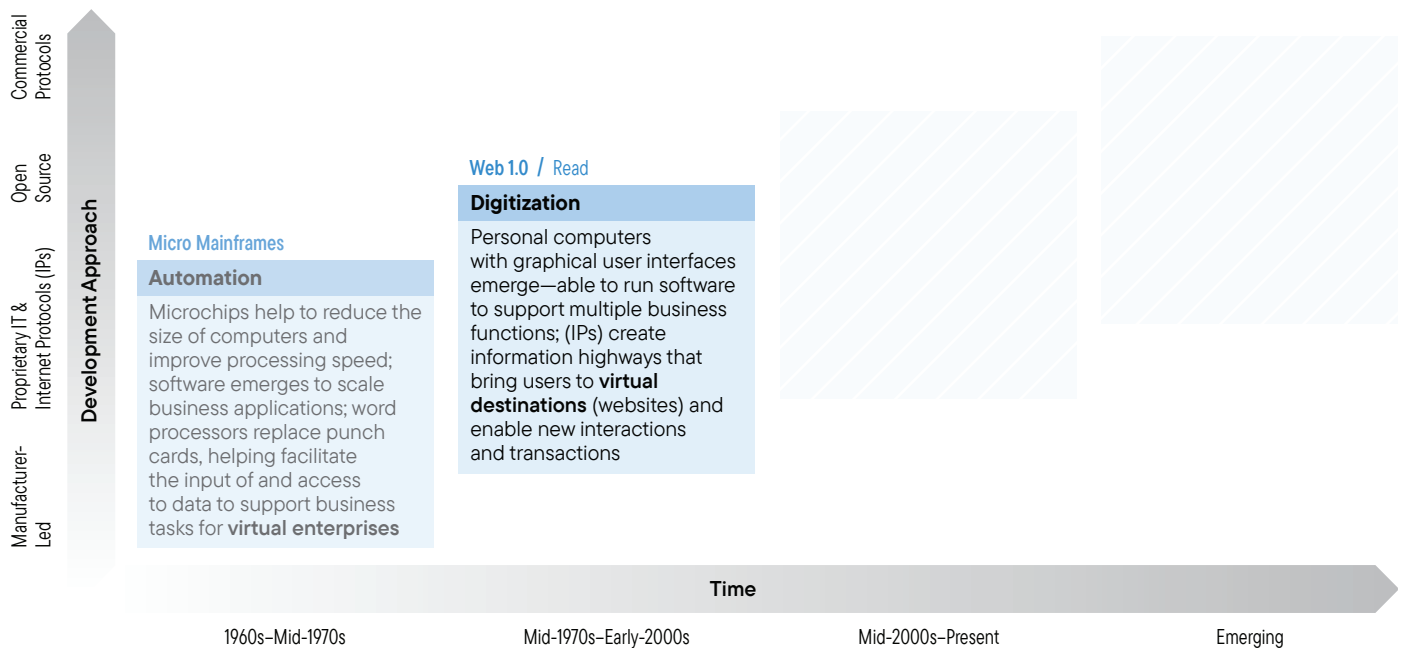 Commercial
Protocols
Open
Source
Proprietary IT &
Internet Protocols (IPs)
Manufacturer-
Led
Development Approach
Micro Mainframes
Automation
Microchips help to reduce the
size of computers and
improve processing speed;
software emerges to scale
business applications; word
processors replace punch
cards, helping facilitate
the input of and access
to data to support business
tasks for virtual enterprises
Web 1.0 / Read
Digitization
Personal computers
with graphical user interfaces
emerge—able to run software
to support multiple business
functions; (IPs) create
information highways that
bring users to virtual
destinations (websites) and
enable new interactions
and transactions
Time
1960s–Mid-1970s
Mid-1970s–Early-2000s
Mid-2000s–Present
Emerging